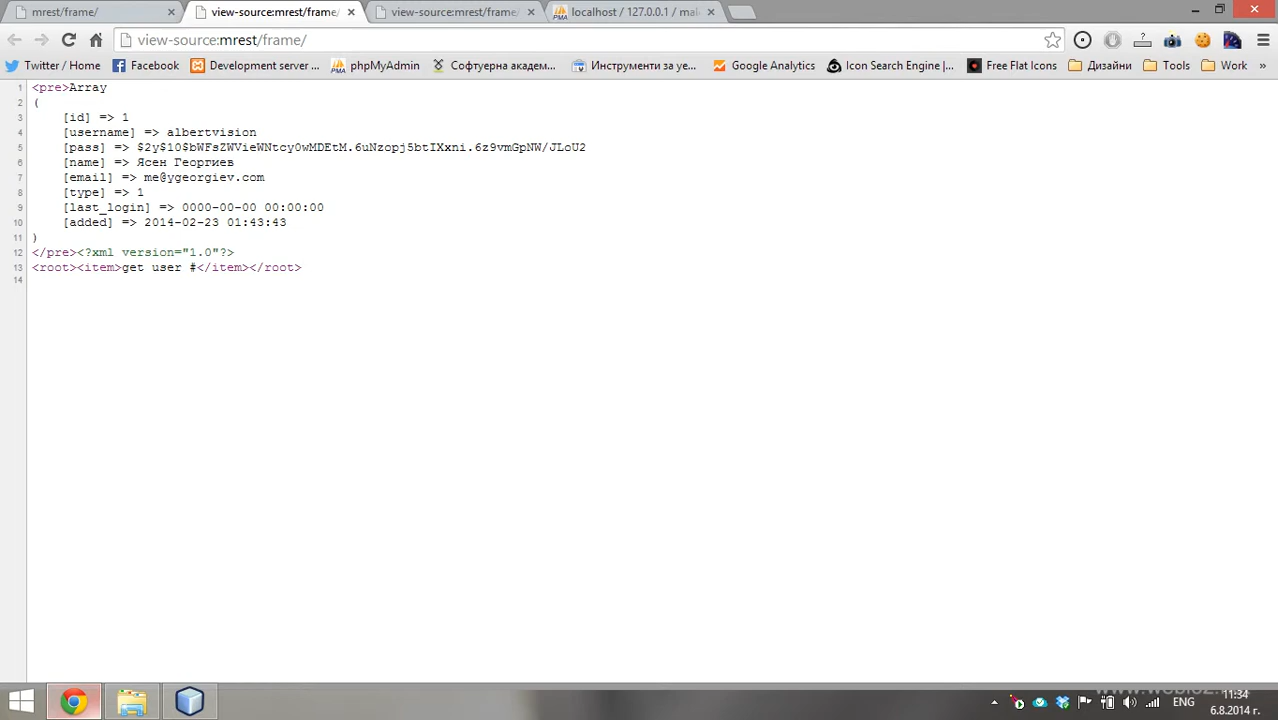 mrest/frame/
view-source:mrest/frame/
view-source:mrest/frame/
localhost / 127.0.0.1 / mai
view-source:mrest/frame/
Twitter / Home
Facebook
Development server ...
phpMyAdmin
Софтуерна академ...
Инструменти за уе...
Google Analytics
Icon Search Engine |...
Free Flat Icons
Дизайни
Tools
Work
»
1 <pre>Array
2 (
3 [id] => 1
4 [username] => albertvision
5 [pass] => $2y$10$bWFsZWVieWNtcy0wMDEtM.6uNzopj5btIXxni.6z9vmGpNW/JLoU2
6 [name] => Ясен Георгиев
7 [email] => me@ygeorgiev.com
8 [type] => 1
9 [last_login] => 0000-00-00 00:00:00
10 [added] => 2014-02-23 01:43:43
11 )
12 </pre><?xml version="1.0"?>
13 <root><item>get user #</item></root>
14
ENG
11:34
6.8.2014 г.